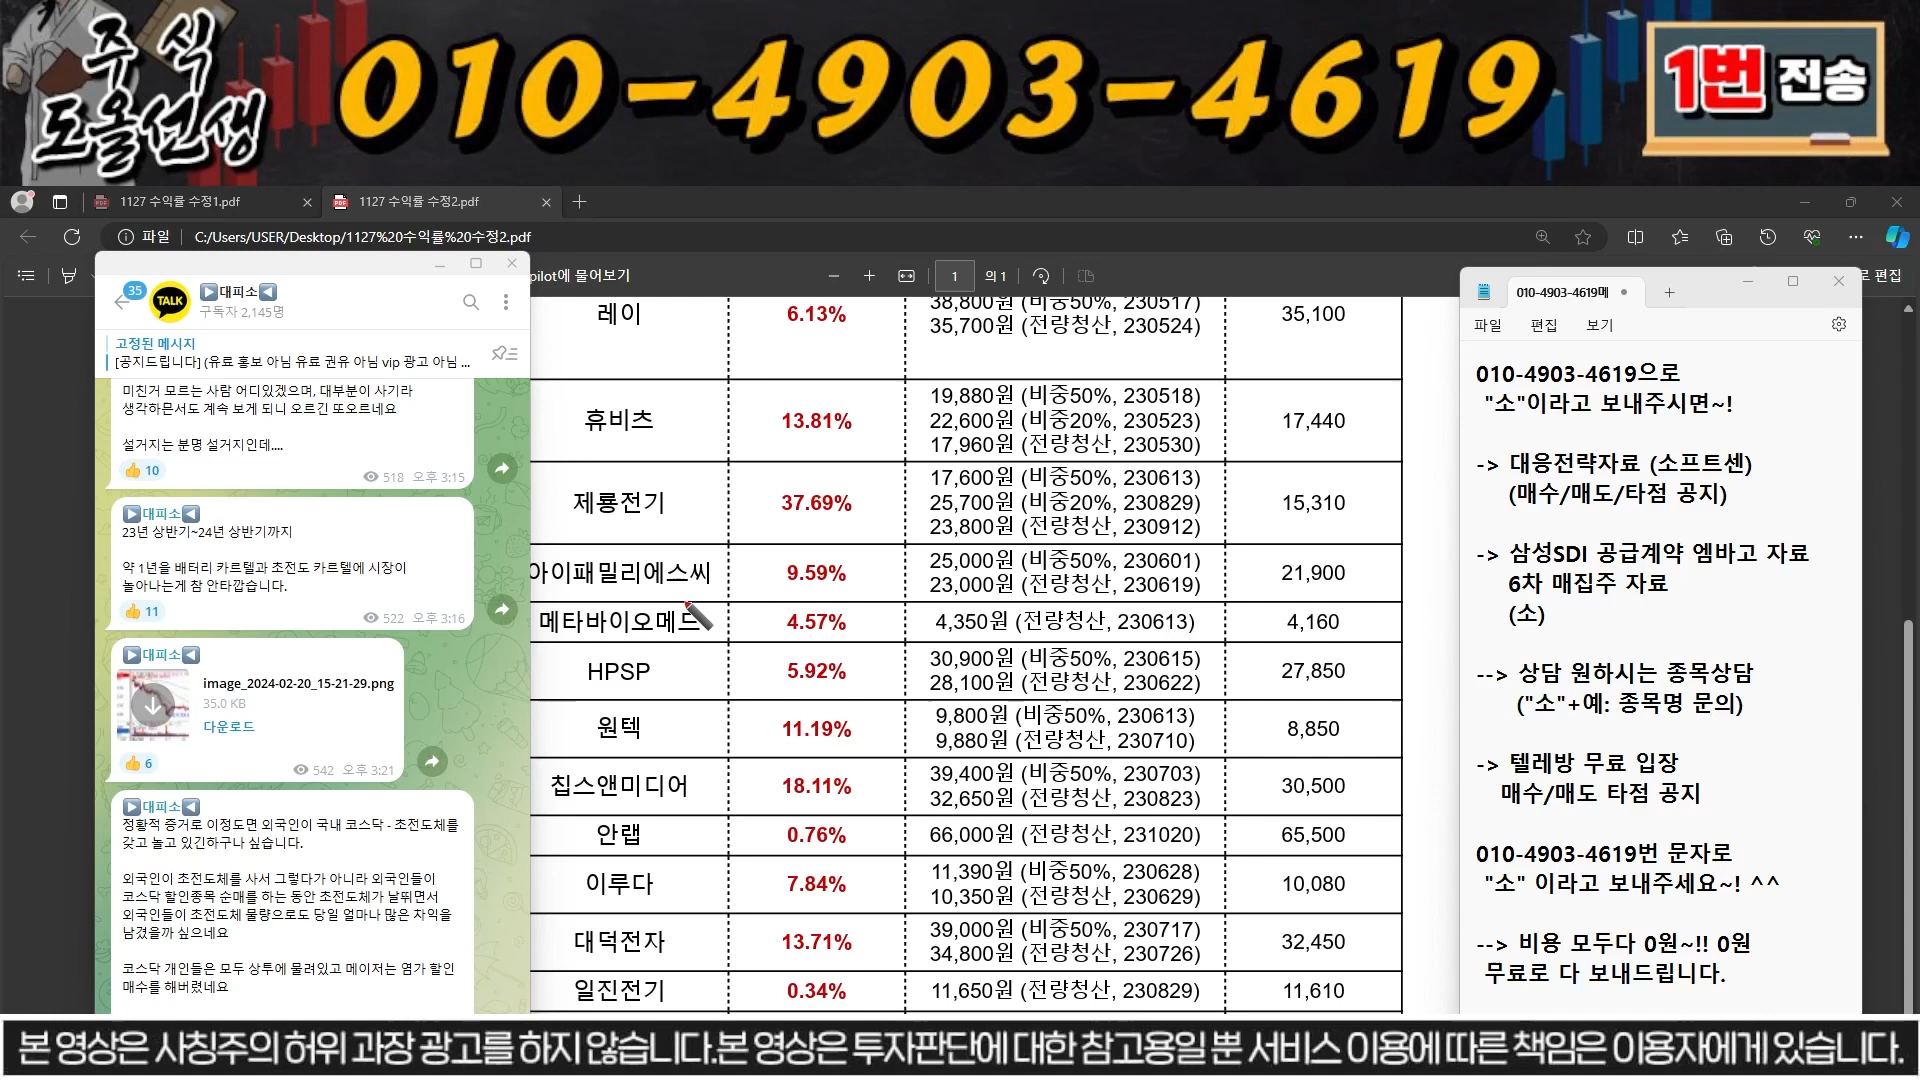 주식
도올선생
010-4903-4619
1번 전송
1127 수익률 수정1.pdf
1127 수익률 수정2.pdf
파일
C:/Users/USER/Desktop/1127%20수익률%20수정2.pdf
pilot에 물어보기
1
의 1
로 편집
35
TALK
▶대피소◀
구독자 2,145명
고정된 메시지
[공지드립니다] (유료 홍보 아님 유료 권유 아님 vip 광고 아님 ...
미친거 모르는 사람 어디있겠으며, 대부분이 사기라
생각하믄서도 계속 보게 되니 오르긴 또오르네요
설거지는 분명 설거지인데....
10
518 오후 3:15
▶대피소◀
23년 상반기~24년 상반기까지
약 1년을 배터리 카르텔과 초전도 카르텔에 시장이
놀아나는게 참 안타깝습니다.
11
522 오후 3:16
▶대피소◀
image_2024-02-20_15-21-29.png
35.0 KB
다운로드
6
542 오후 3:21
▶대피소◀
정황적 증거로 이정도면 외국인이 국내 코스닥 - 초전도체를
갖고 놀고 있긴하구나 싶습니다.
외국인이 초전도체를 사서 그렇다가 아니라 외국인들이
코스닥 할인종목 순매를 하는 동안 초전도체가 날뛰면서
외국인들이 초전도체 물량으로도 당일 얼마나 많은 차익을
남겼을까 싶으네요
코스닥 개인들은 모두 상투에 물려있고 메이저는 염가 할인
매수를 해버렸네요
레이 6.13% 38,800원 (비중50%, 230517)
35,700원 (전량청산, 230524) 35,100
휴비츠 13.81% 19,880원 (비중50%, 230518)
22,600원 (비중20%, 230523)
17,960원 (전량청산, 230530) 17,440
제룡전기 37.69% 17,600원 (비중50%, 230613)
25,700원 (비중20%, 230829)
23,800원 (전량청산, 230912) 15,310
아이패밀리에스씨 9.59% 25,000원 (비중50%, 230601)
23,000원 (전량청산, 230619) 21,900
메타바이오메드 4.57% 4,350원 (전량청산, 230613) 4,160
HPSP 5.92% 30,900원 (비중50%, 230615)
28,100원 (전량청산, 230622) 27,850
원텍 11.19% 9,800원 (비중50%, 230613)
9,880원 (전량청산, 230710) 8,850
칩스앤미디어 18.11% 39,400원 (비중50%, 230703)
32,650원 (전량청산, 230823) 30,500
안랩 0.76% 66,000원 (전량청산, 231020) 65,500
이루다 7.84% 11,390원 (비중50%, 230628)
10,350원 (전량청산, 230629) 10,080
대덕전자 13.71% 39,000원 (비중50%, 230717)
34,800원 (전량청산, 230726) 32,450
일진전기 0.34% 11,650원 (전량청산, 230829) 11,610
010-4903-4619메
파일 편집 보기
010-4903-4619으로
"소"이라고 보내주시면~!
-> 대응전략자료 (소프트센)
(매수/매도/타점 공지)
-> 삼성SDI 공급계약 엠바고 자료
6차 매집주 자료
(소)
--> 상담 원하시는 종목상담
("소"+예: 종목명 문의)
-> 텔레방 무료 입장
매수/매도 타점 공지
010-4903-4619번 문자로
"소" 이라고 보내주세요~! ^^
--> 비용 모두다 0원~!! 0원
무료로 다 보내드립니다.
본 영상은 사칭주의 허위 과장 광고를 하지 않습니다.본 영상은 투자판단에 대한 참고용일 뿐 서비스 이용에 따른 책임은 이용자에게 있습니다.